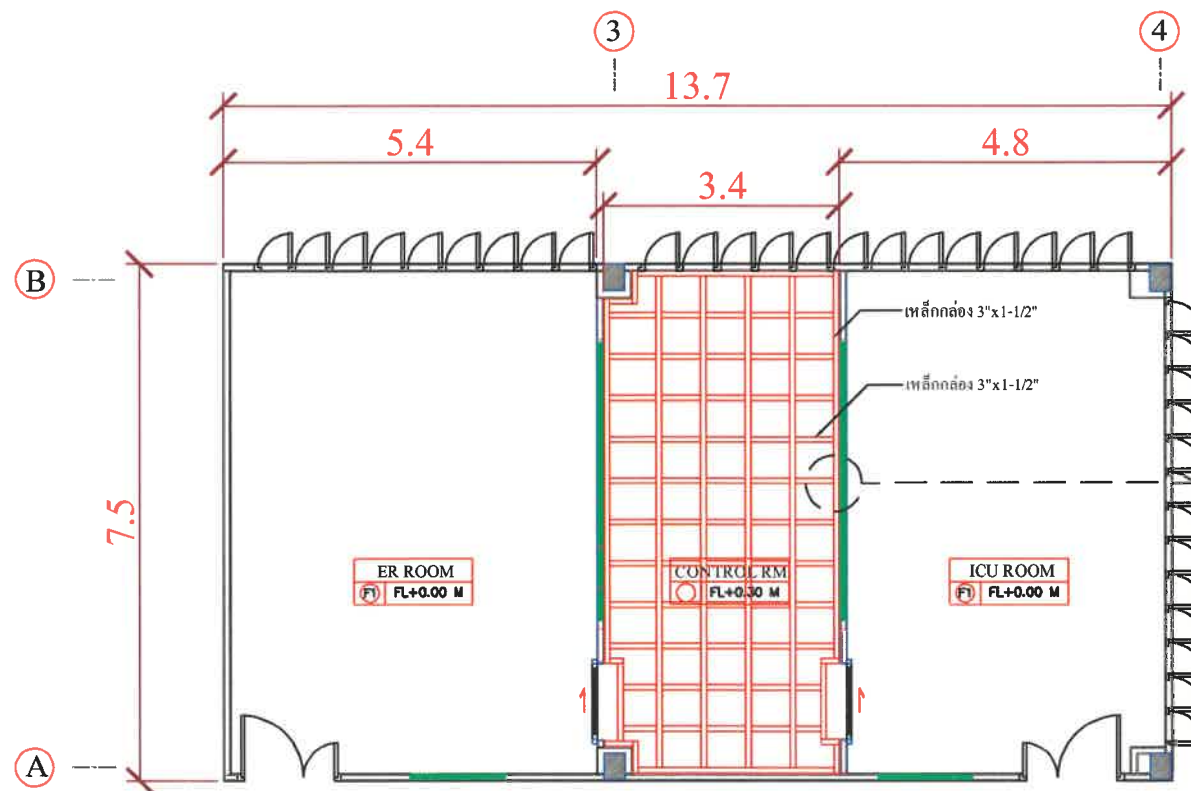 3
4
13.7
5.4
4.8
3.4
B
เหล็กกล่อง 3"x1-1/2"
เหล็กกล่อง 3"x1-1/2"
7.5
ER ROOM
F1 FL+0.00 M
CONTROL RM
FL+0.30 M
ICU ROOM
F1 FL+0.00 M
A